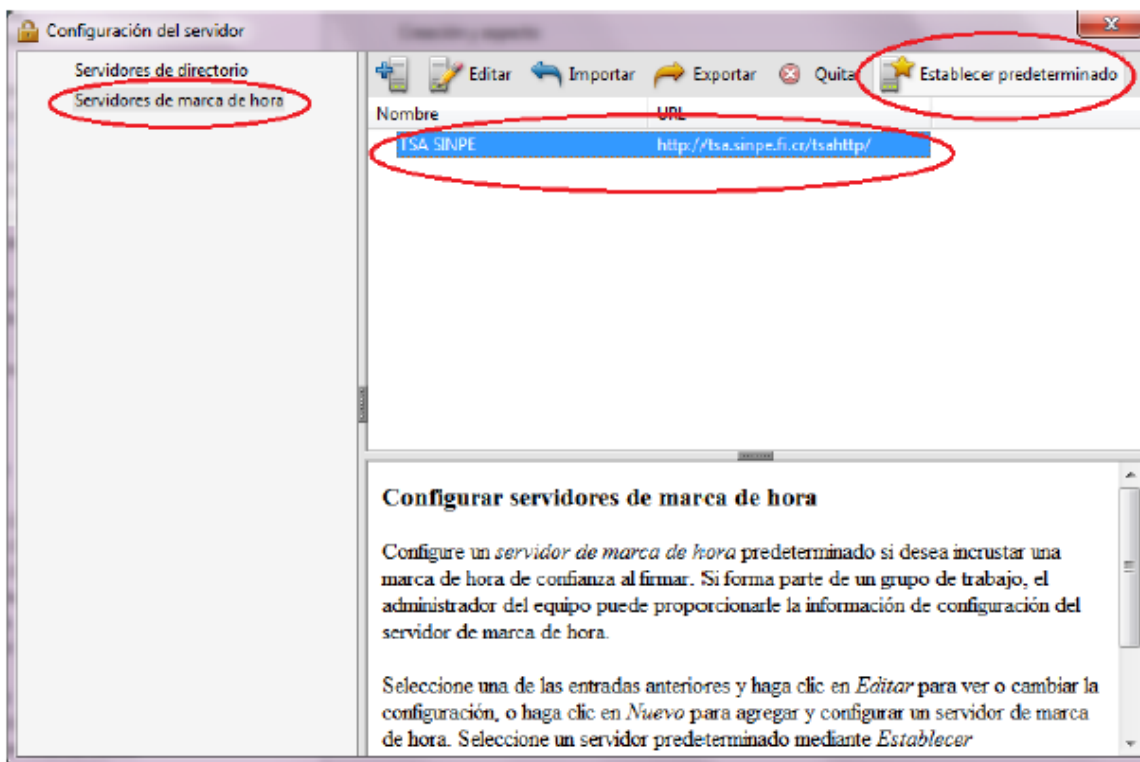 Configuración del servidor
Servidores de directorio
Servidores de marca de hora
Editar Importar Exportar Quitar Establecer predeterminado
Nombre URL
TSA SINPE http://tsa.sinpe.fi.cr/tsahttp/
Configurar servidores de marca de hora
Configure un servidor de marca de hora predeterminado si desea incrustar una
marca de hora de confianza al firmar. Si forma parte de un grupo de trabajo, el
administrador del equipo puede proporcionarle la información de configuración del
servidor de marca de hora.
Seleccione una de las entradas anteriores y haga clic en Editar para ver o cambiar la
configuración, o haga clic en Nuevo para agregar y configurar un servidor de marca
de hora. Seleccione un servidor predeterminado mediante Establecer